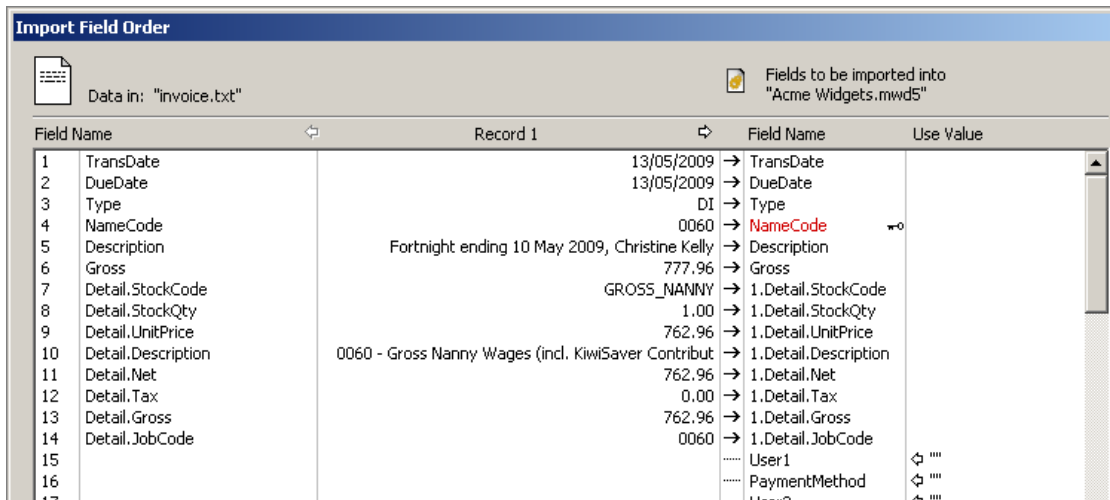 Import Field Order
Data in: "invoice.txt"
Fields to be imported into
"Acme Widgets.mwd5"
Field Name Record 1 Field Name Use Value
1 TransDate 13/05/2009 → TransDate
2 DueDate 13/05/2009 → DueDate
3 Type DI → Type
4 NameCode 0060 → NameCode
5 Description Fortnight ending 10 May 2009, Christine Kelly → Description
6 Gross 777.96 → Gross
7 Detail.StockCode GROSS_NANNY → 1.Detail.StockCode
8 Detail.StockQty 1.00 → 1.Detail.StockQty
9 Detail.UnitPrice 762.96 → 1.Detail.UnitPrice
10 Detail.Description 0060 - Gross Nanny Wages (incl. KiwiSaver Contribut → 1.Detail.Description
11 Detail.Net 762.96 → 1.Detail.Net
12 Detail.Tax 0.00 → 1.Detail.Tax
13 Detail.Gross 762.96 → 1.Detail.Gross
14 Detail.JobCode 0060 → 1.Detail.JobCode
15 User1 ""
16 PaymentMethod ""